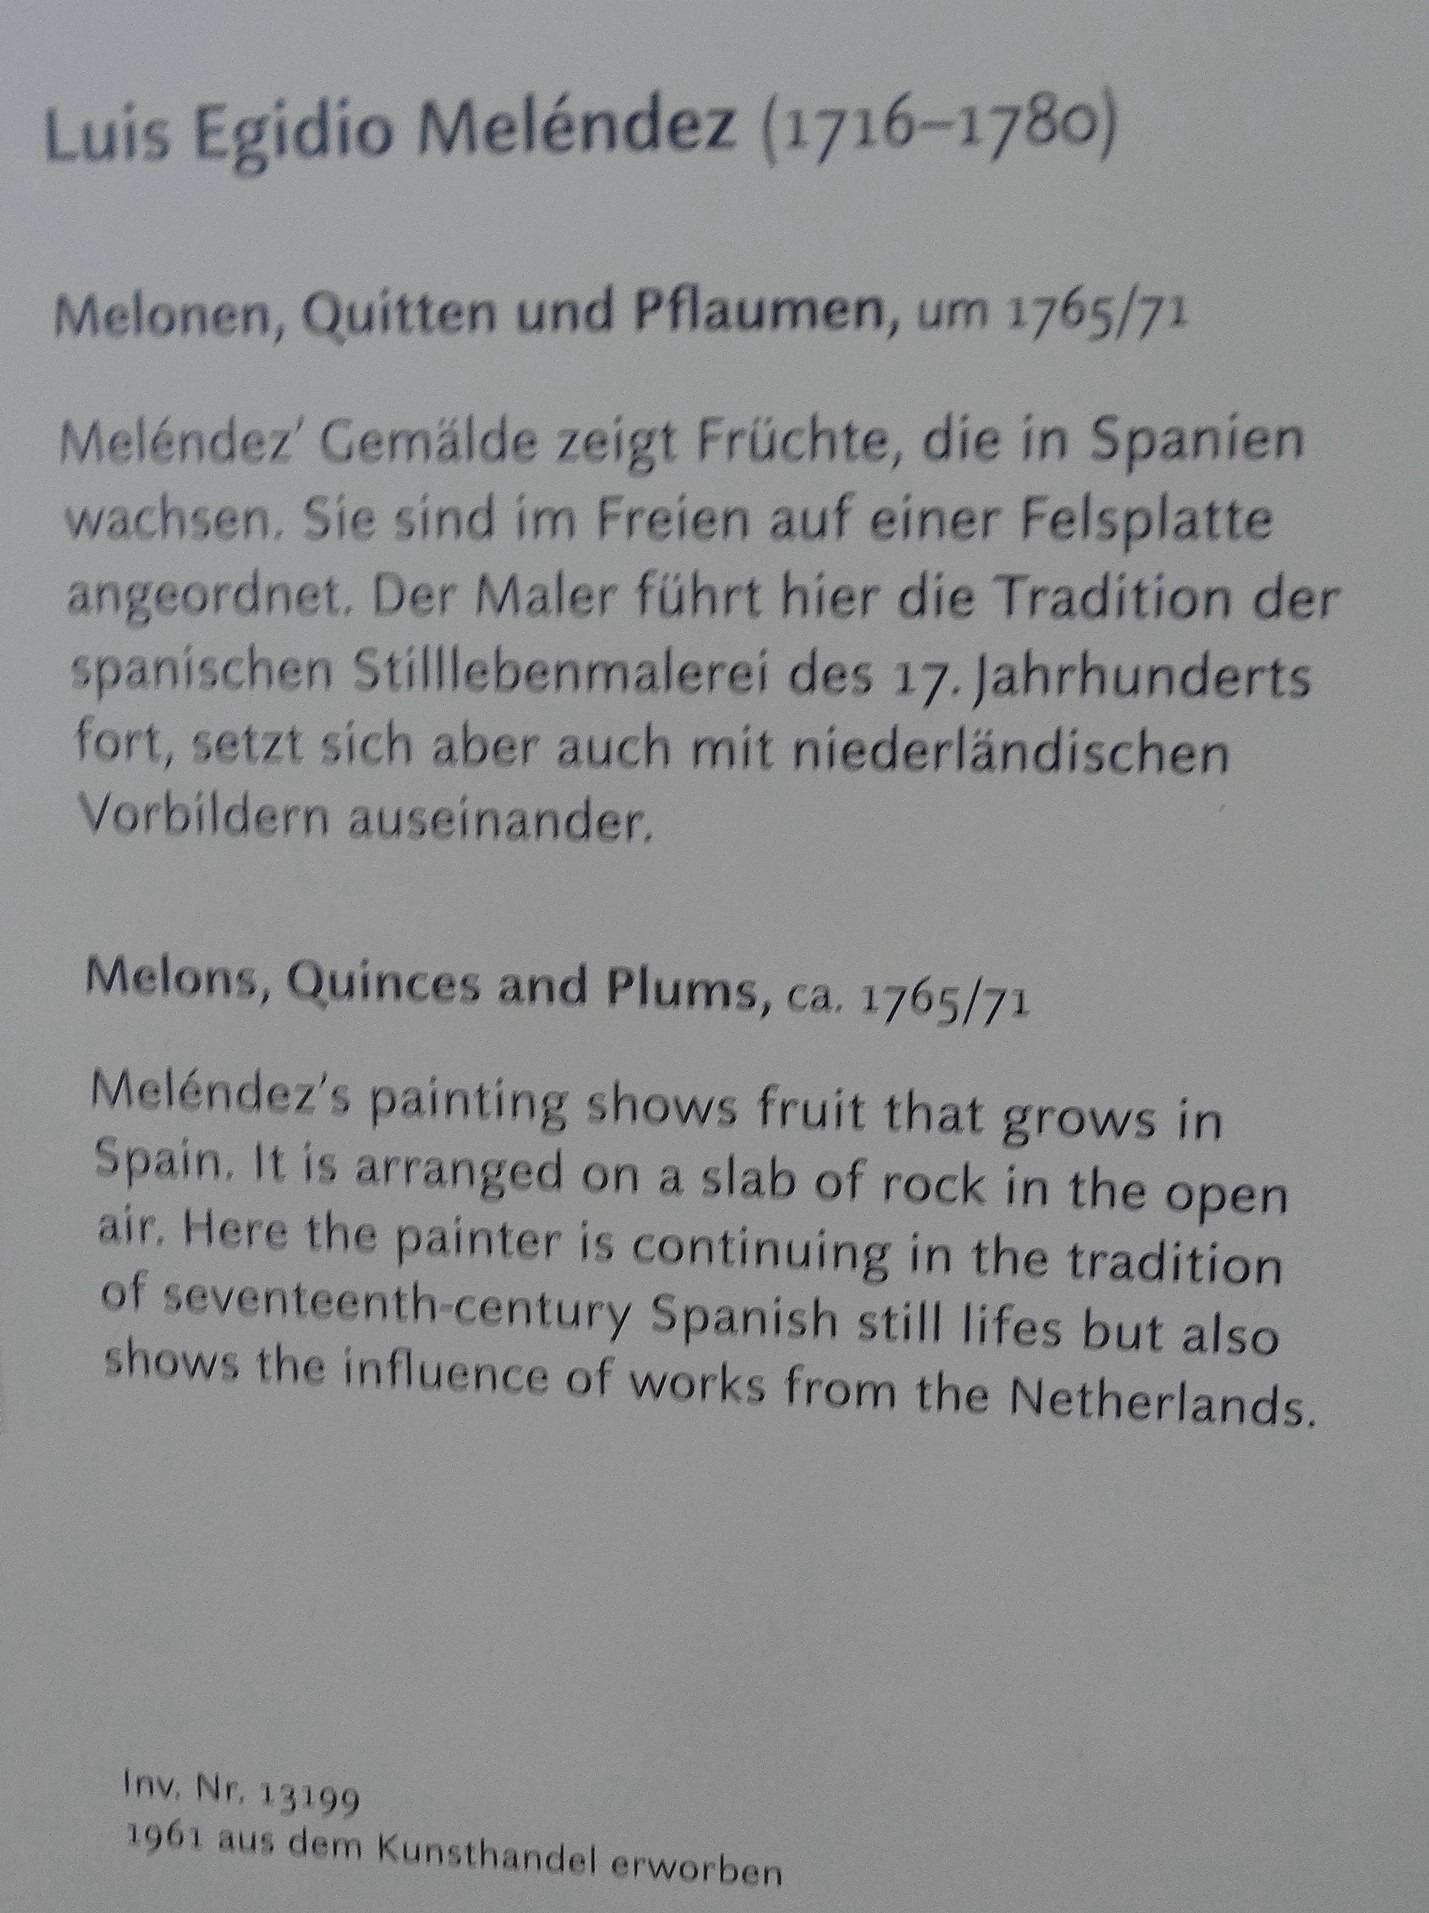 Luis Egidio Meléndez (1716–1780)
Melonen, Quitten und Pflaumen, um 1765/71
Meléndez’ Gemälde zeigt Früchte, die in Spanien
wachsen. Sie sind im Freien auf einer Felsplatte
angeordnet. Der Maler führt hier die Tradition der
spanischen Stilllebenmalerei des 17. Jahrhunderts
fort, setzt sich aber auch mit niederländischen
Vorbildern auseinander.
Melons, Quinces and Plums, ca. 1765/71
Meléndez’s painting shows fruit that grows in
Spain. It is arranged on a slab of rock in the open
air. Here the painter is continuing in the tradition
of seventeenth-century Spanish still lifes but also
shows the influence of works from the Netherlands.
Inv. Nr. 13199
1961 aus dem Kunsthandel erworben